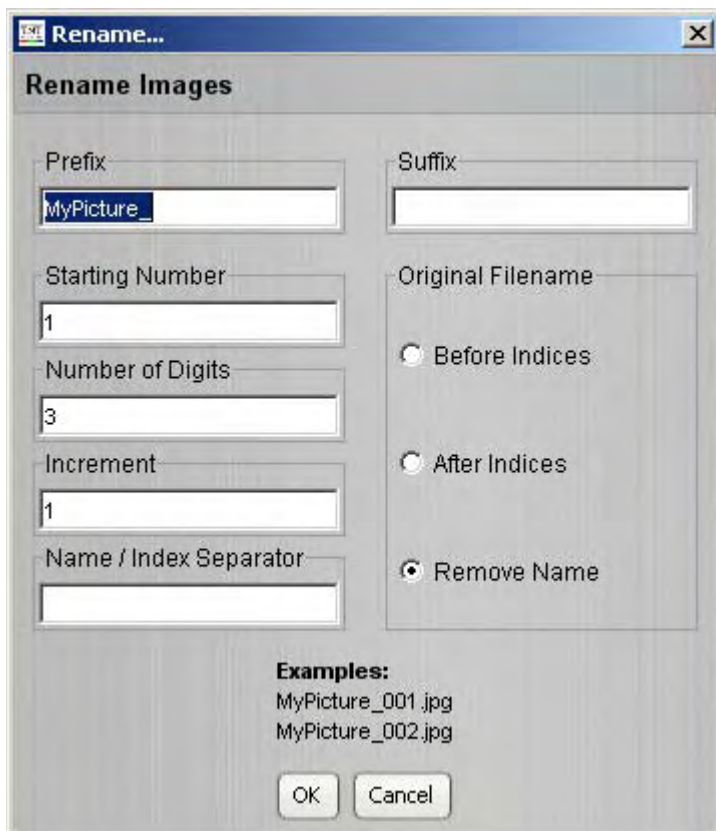 Rename...
Rename Images
Prefix
MyPicture_
Suffix
Starting Number
1
Number of Digits
3
Increment
1
Name / Index Separator
Original Filename
Before Indices
After Indices
Remove Name
Examples:
MyPicture_001.jpg
MyPicture_002.jpg
OK Cancel